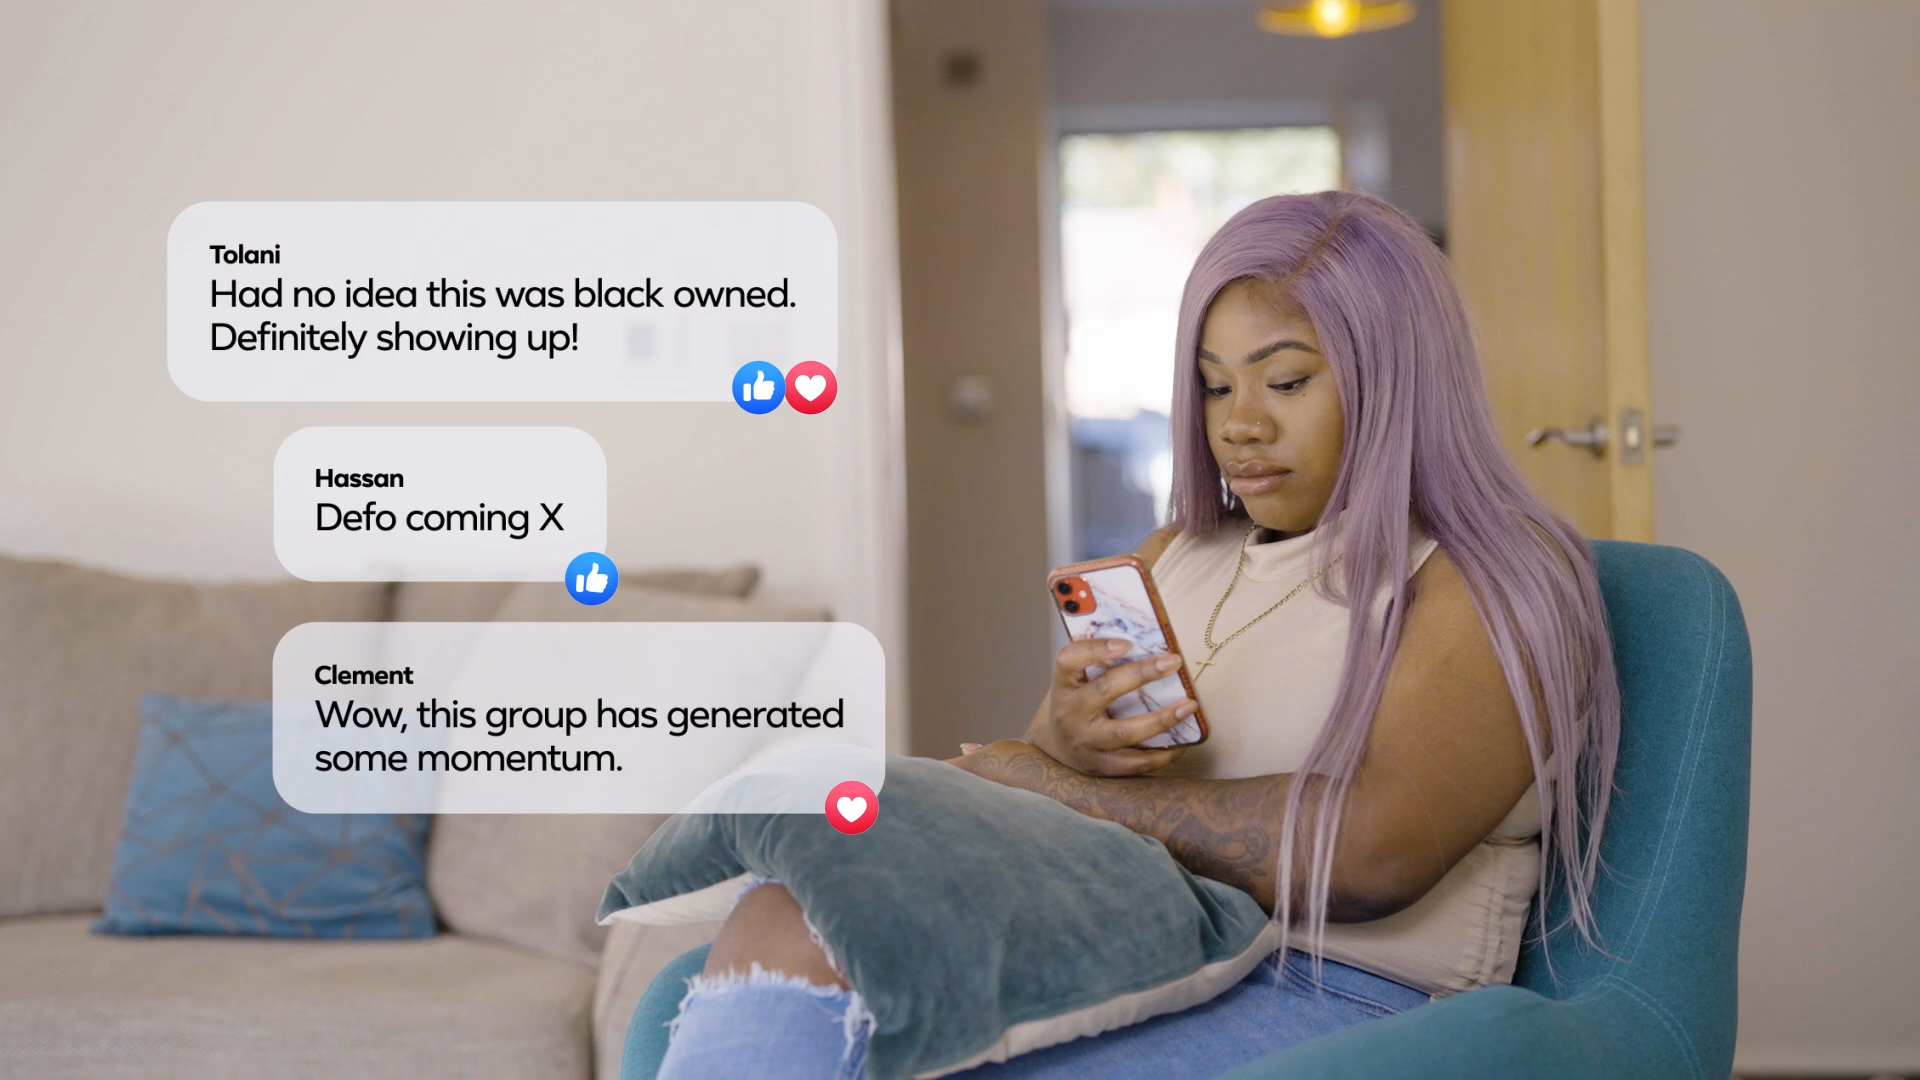 Tolani
Had no idea this was black owned.
Definitely showing up!
Hassan
Defo coming X
Clement
Wow, this group has generated
some momentum.